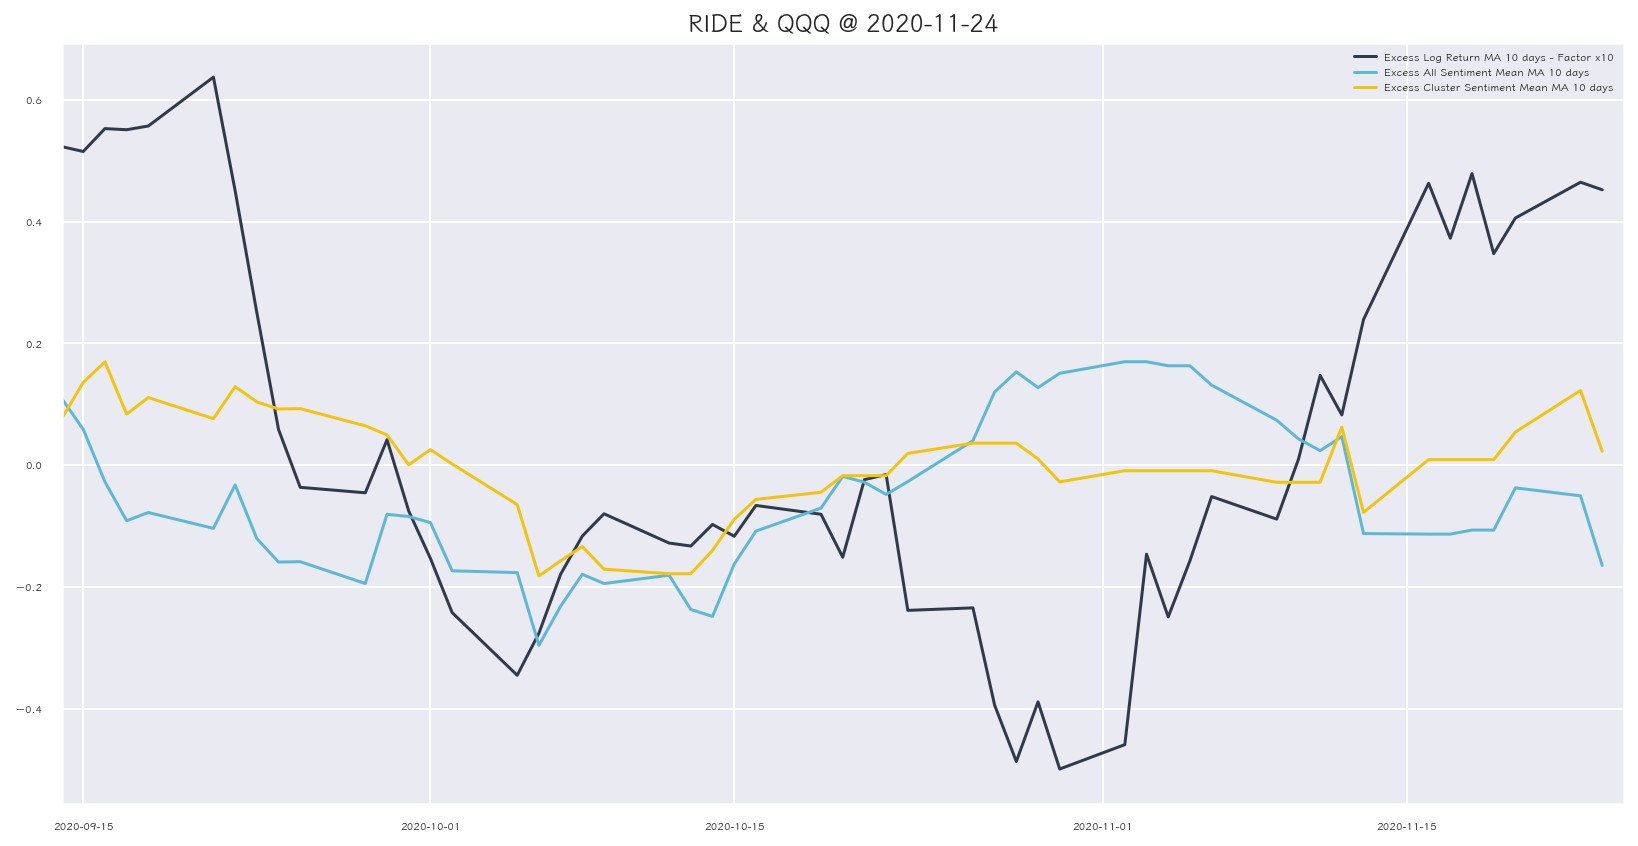 RIDE & QQQ @ 2020-11-24
Excess Log Return MA 10 days - Factor x10
Excess All Sentiment Mean MA 10 days
Excess Cluster Sentiment Mean MA 10 days
0.6
0.4
0.2
0.0
−0.2
−0.4
2020-09-15
2020-10-01
2020-10-15
2020-11-01
2020-11-15